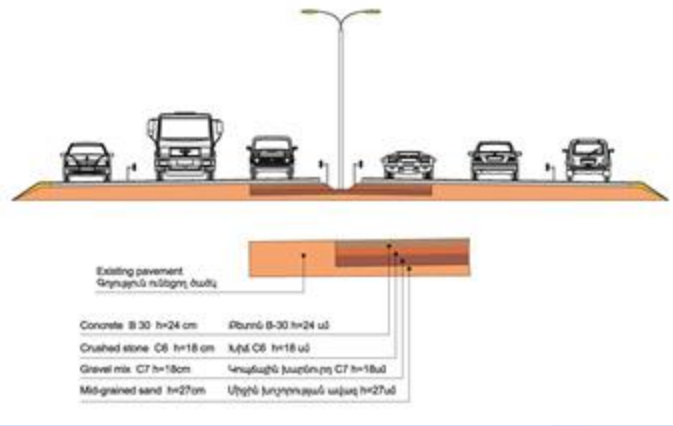 Existing pavement
Գոյություն ունեցող ծածկ
Concrete B 30 h=24 cm Բետոն B-30 h=24 սմ
Crushed stone C6 h=18 cm Խիճ C6 h=18 սմ
Gravel mix C7 h=18cm Կոպճային խառնուրդ C7 h=18սմ
Mid-grained sand h=27cm Միջին խոշորության ավազ h=27սմ